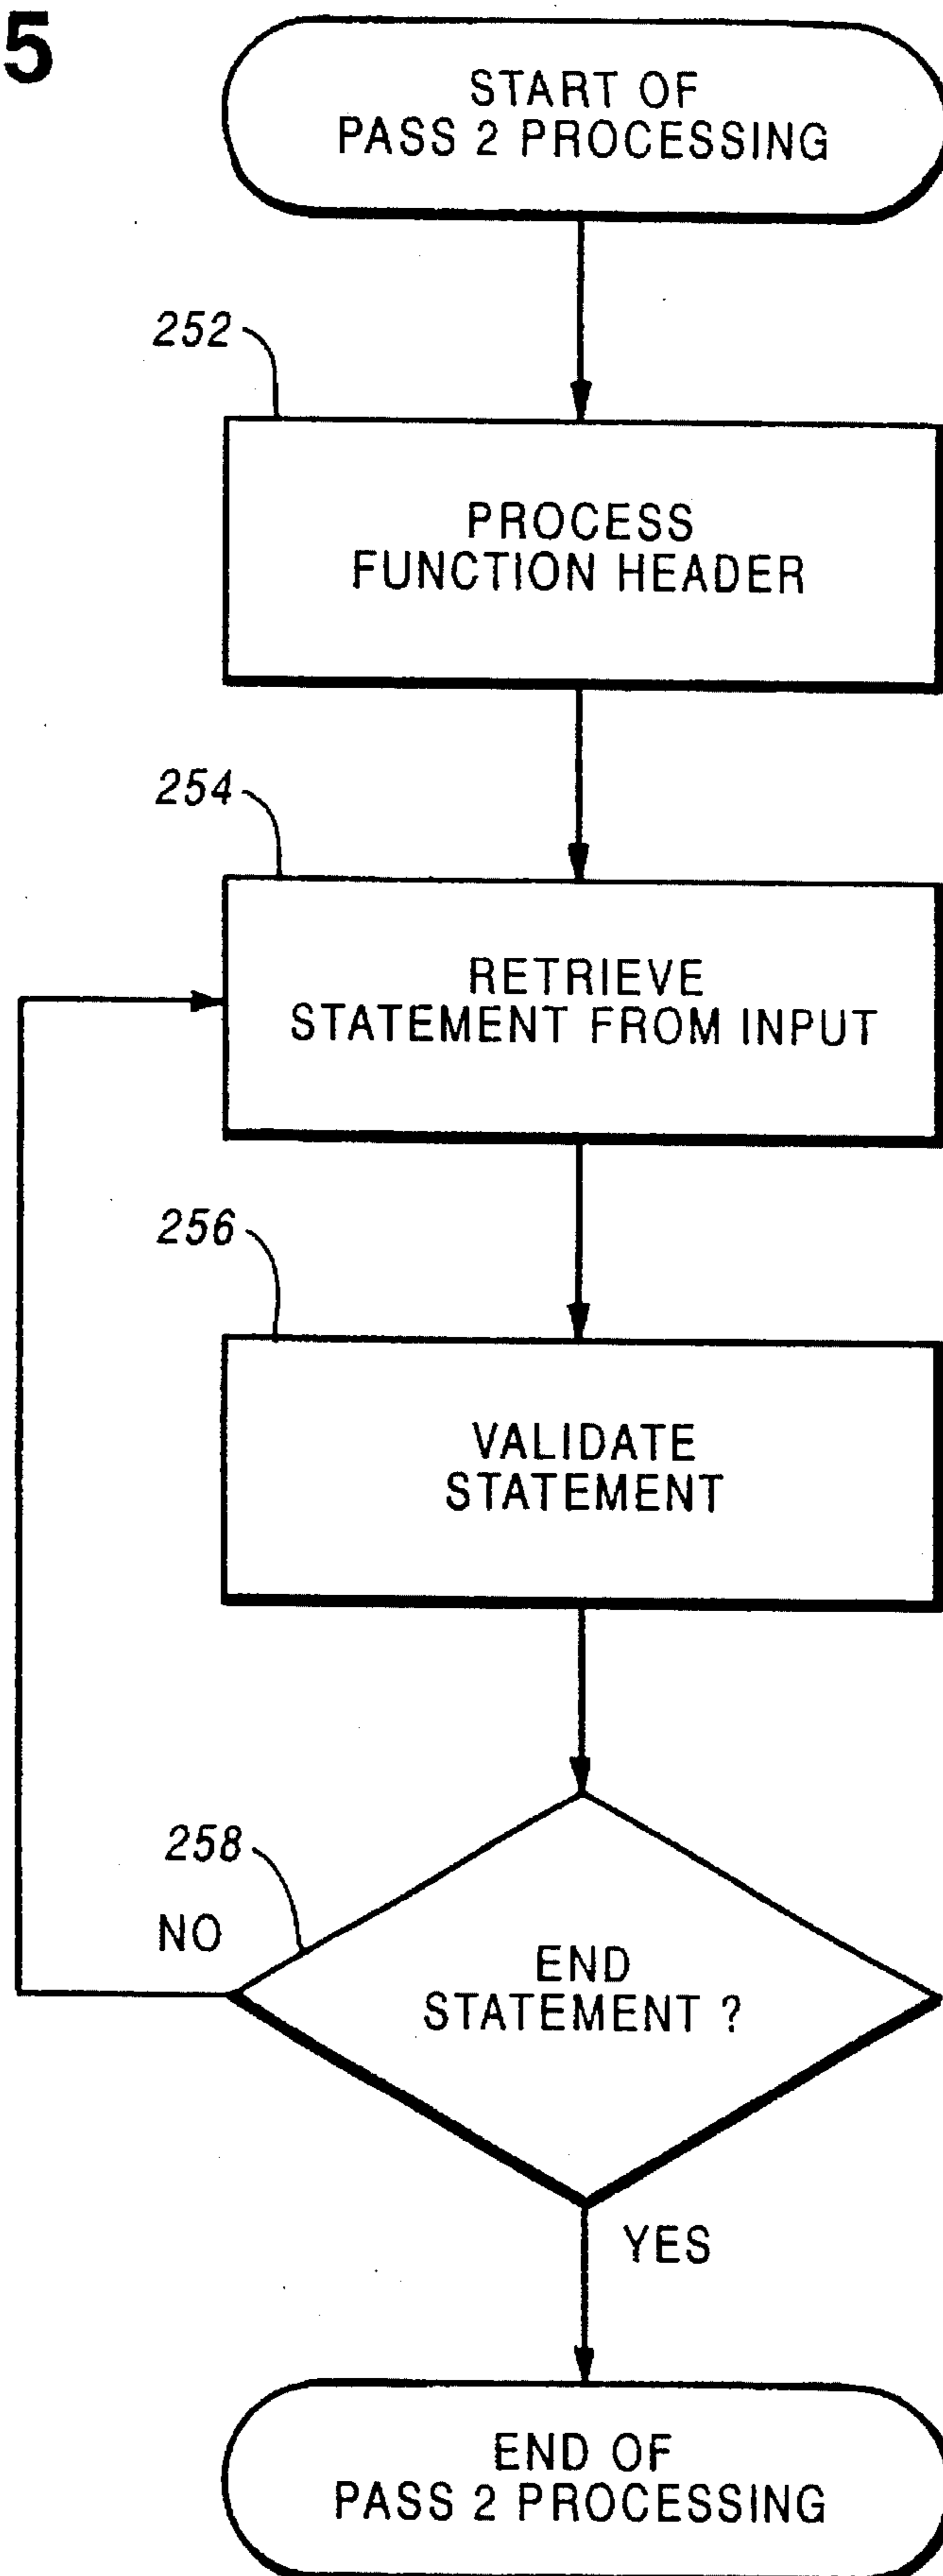 5
START OF
PASS 2 PROCESSING
252
PROCESS
FUNCTION HEADER
254
RETRIEVE
STATEMENT FROM INPUT
256
VALIDATE
STATEMENT
258
NO
END
STATEMENT ?
YES
END OF
PASS 2 PROCESSING